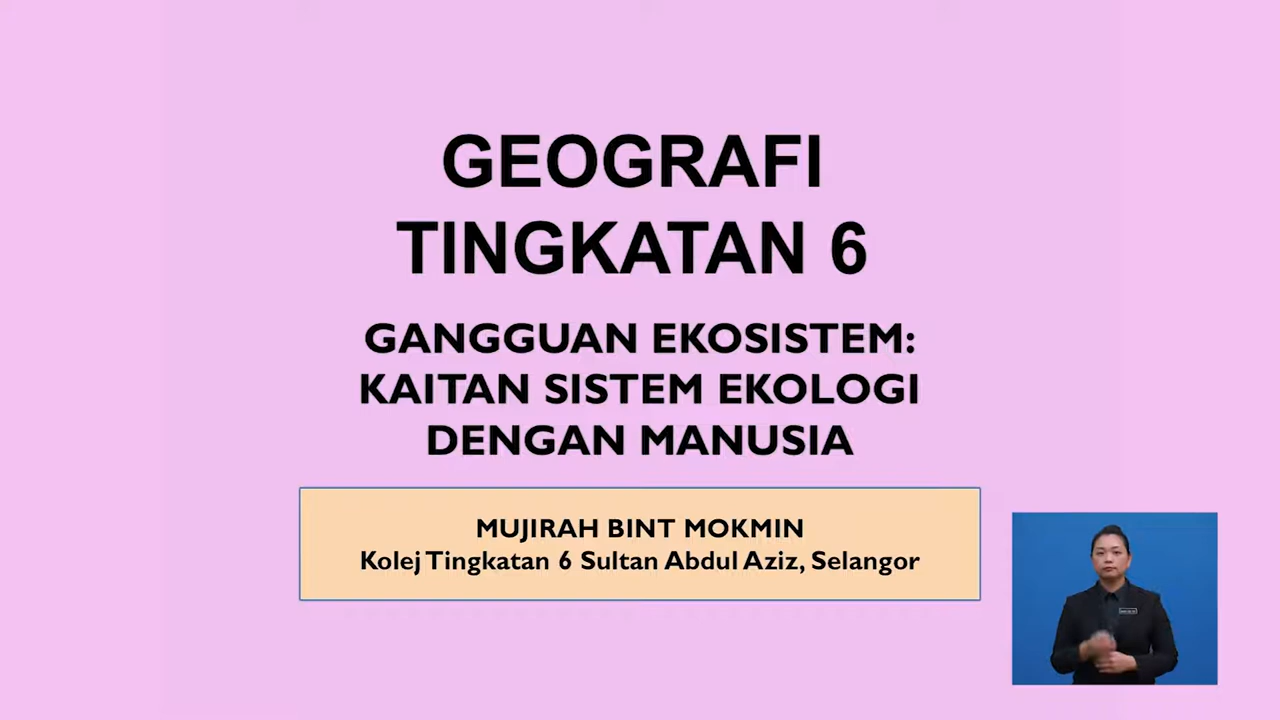 GEOGRAFI
TINGKATAN 6
GANGGUAN EKOSISTEM:
KAITAN SISTEM EKOLOGI
DENGAN MANUSIA
MUJIRAH BINT MOKMIN
Kolej Tingkatan 6 Sultan Abdul Aziz, Selangor